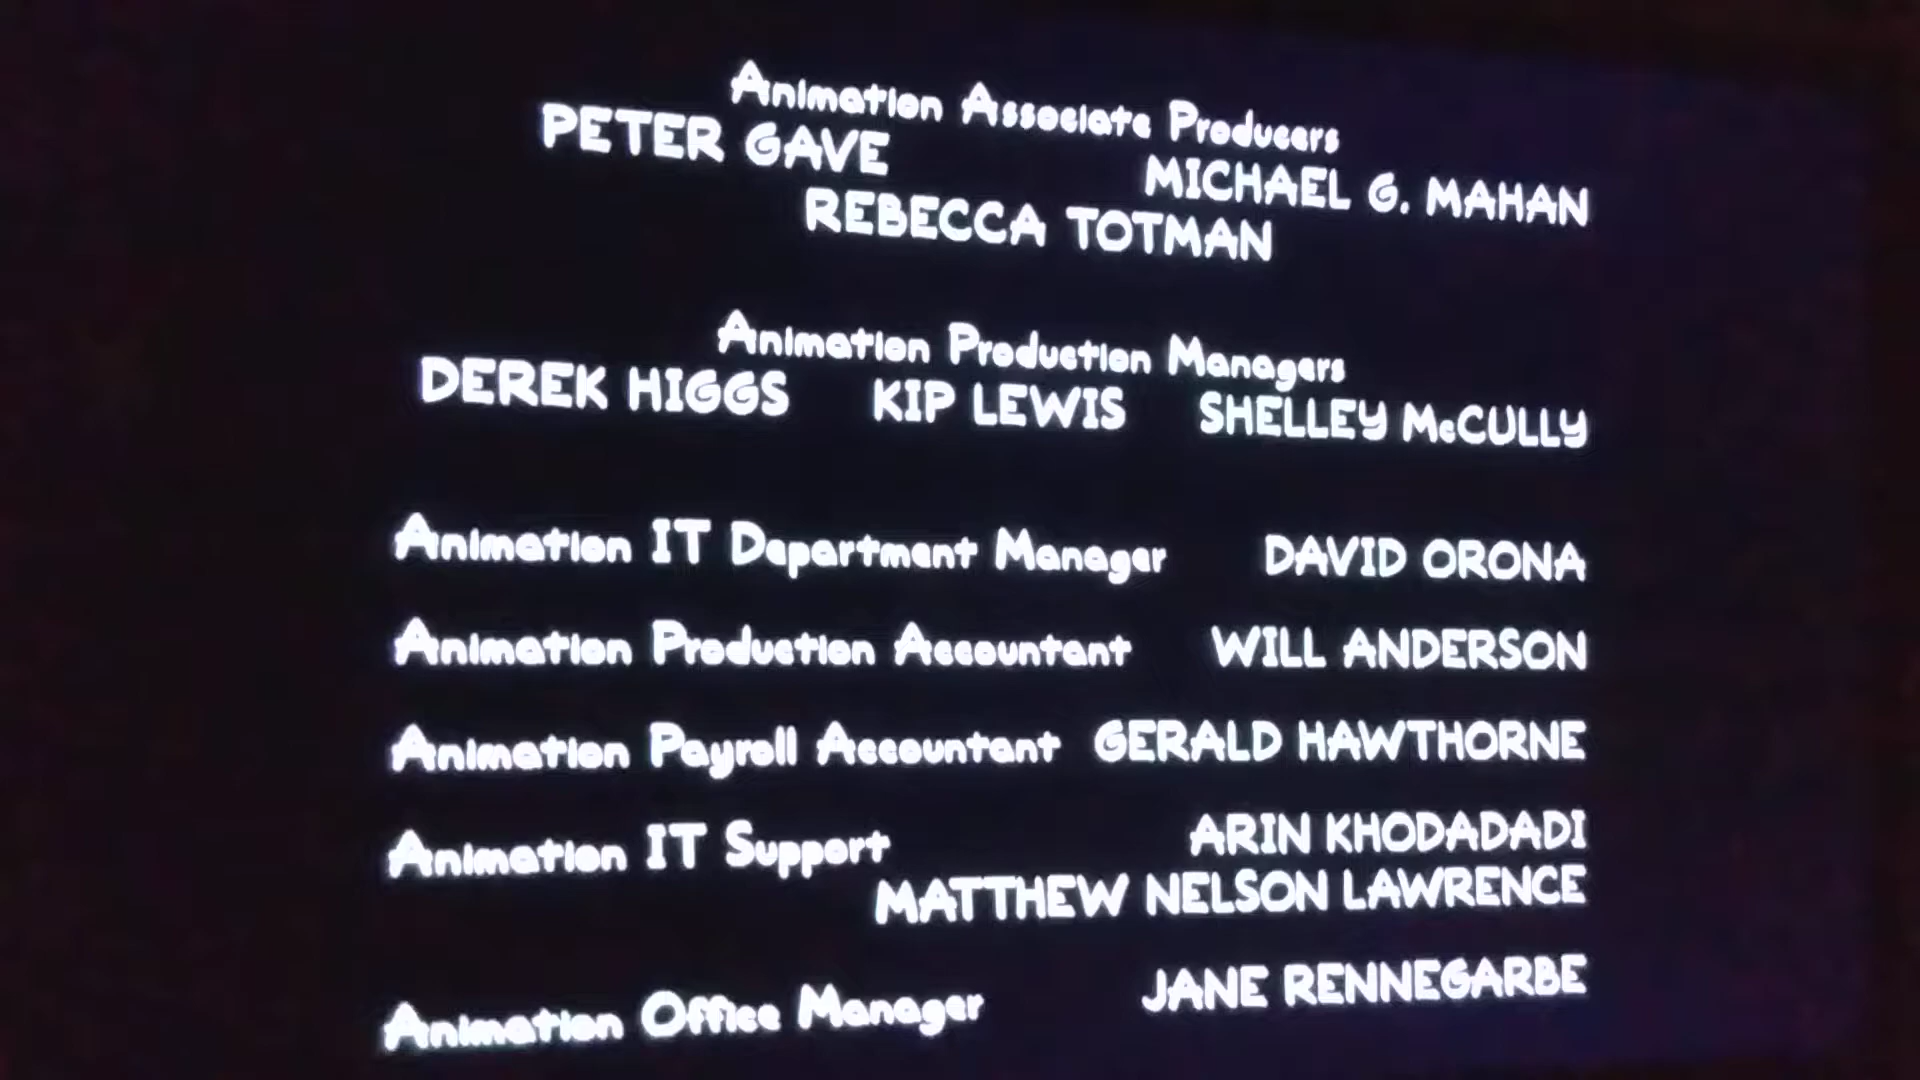 Animation Associate Producers
PETER GAVE MICHAEL G. MAHAN
REBECCA TOTMAN
Animation Production Managers
DEREK HIGGS KIP LEWIS SHELLEY McCULLY
Animation IT Department Manager DAVID ORONA
Animation Production Accountant WILL ANDERSON
Animation Payroll Accountant GERALD HAWTHORNE
Animation IT Support ARIN KHODADADI
MATTHEW NELSON LAWRENCE
Animation Office Manager JANE RENNEGARBE